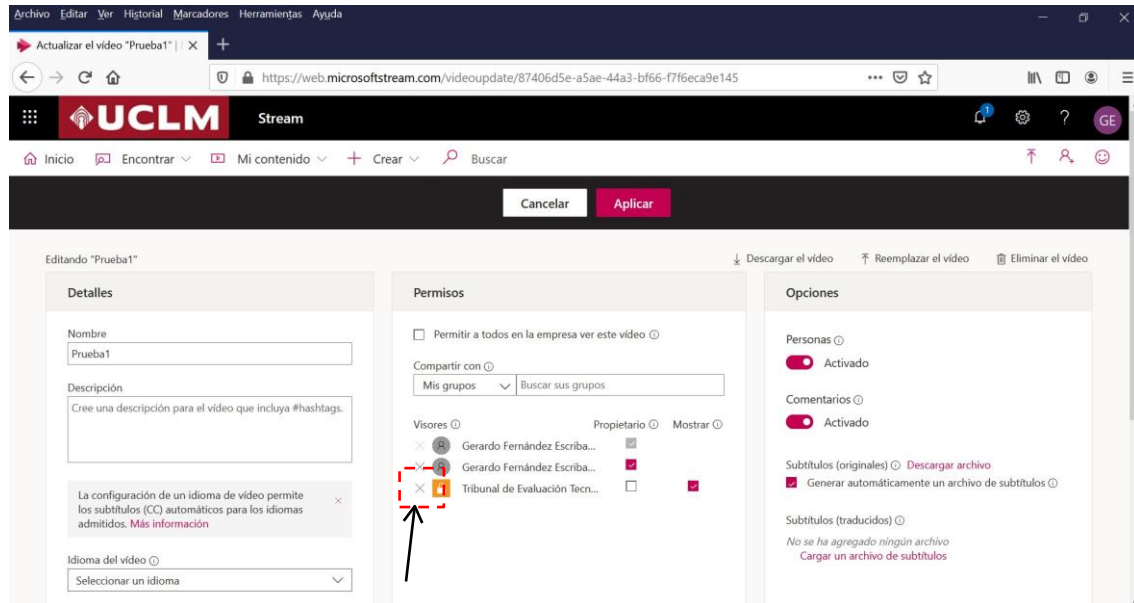 Archivo Editar Ver Historial Marcadores Herramientas Ayuda
Actualizar el vídeo "Prueba1" |
https://web.microsoftstream.com/videoupdate/87406d5e-a5ae-44a3-bf66-f7f6eca9e145
UCLM Stream 1 ? GE
Inicio Encontrar Mi contenido Crear Buscar
Cancelar Aplicar
Editando "Prueba1" Descargar el vídeo Reemplazar el vídeo Eliminar el vídeo
Detalles
Nombre
Prueba1
Descripción
Cree una descripción para el vídeo que incluya #hashtags.
La configuración de un idioma de vídeo permite
los subtítulos (CC) automáticos para los idiomas
admitidos. Más información
Idioma del vídeo
Seleccionar un idioma
Permisos
Permitir a todos en la empresa ver este vídeo
Compartir con
Mis grupos Buscar sus grupos
Visores Propietario Mostrar
Gerardo Fernández Escriba...
Gerardo Fernández Escriba...
Tribunal de Evaluación Tecn...
Opciones
Personas
Activado
Comentarios
Activado
Subtítulos (originales) Descargar archivo
Generar automáticamente un archivo de subtítulos
Subtítulos (traducidos)
No se ha agregado ningún archivo
Cargar un archivo de subtítulos